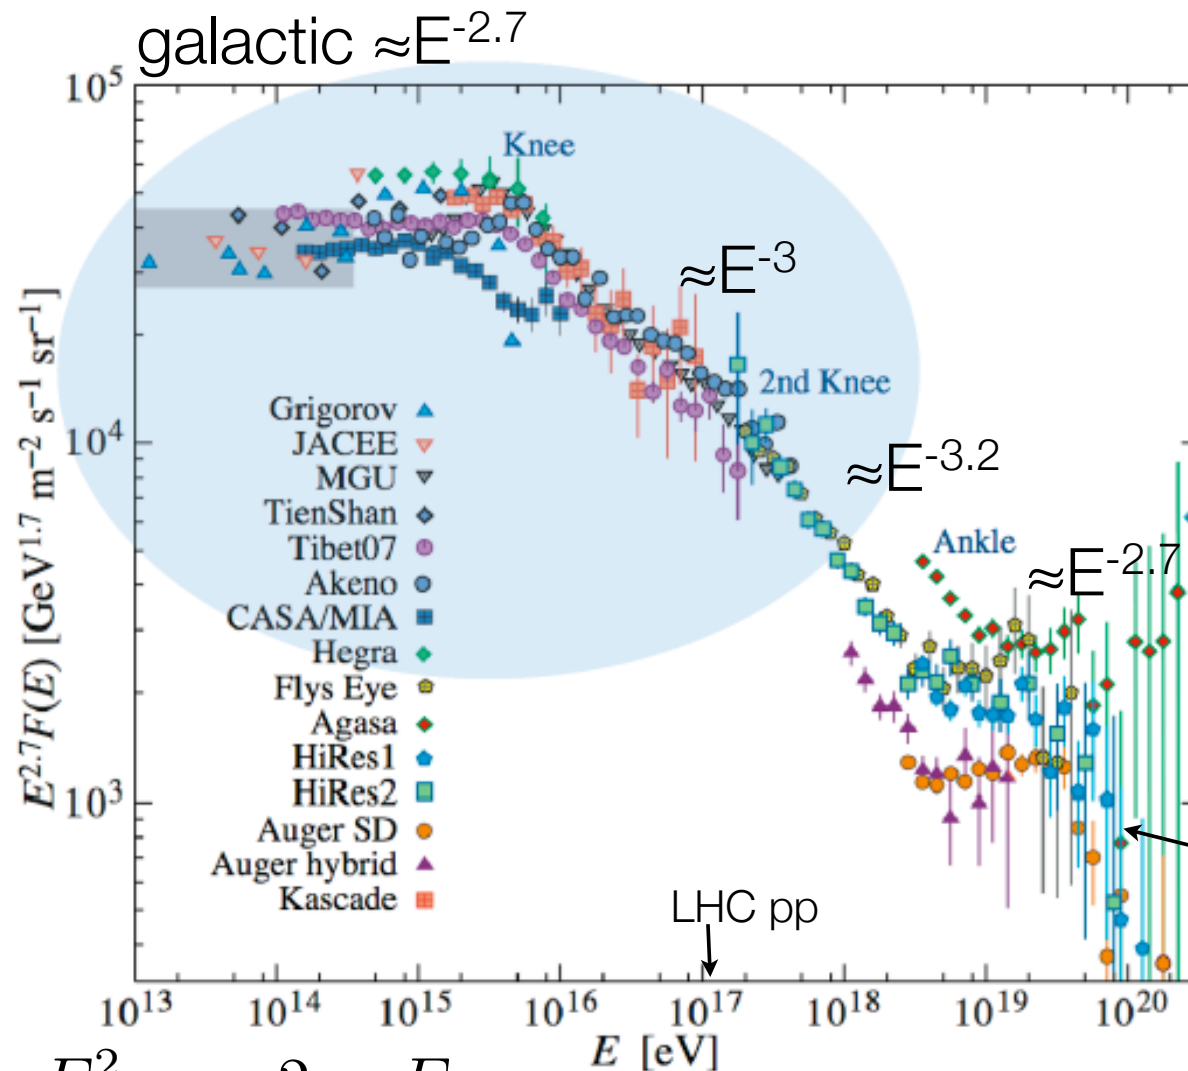 galactic ≈E^-2.7
10^5
Knee
≈E^-3
2nd Knee
Grigorov
JACEE
10^4
MGU
≈E^-3.2
TienShan
Tibet07
Ankle
Akeno
≈E^-2.7
CASA/MIA
Hegra
Flys Eye
Agasa
HiRes1
HiRes2
10^3
Auger SD
Auger hybrid
Kascade
LHC pp
E^2.7F(E) [GeV^1.7 m^−2 s^−1 sr^−1]
10^13 10^14 10^15 10^16 10^17 10^18 10^19 10^20
E [eV]